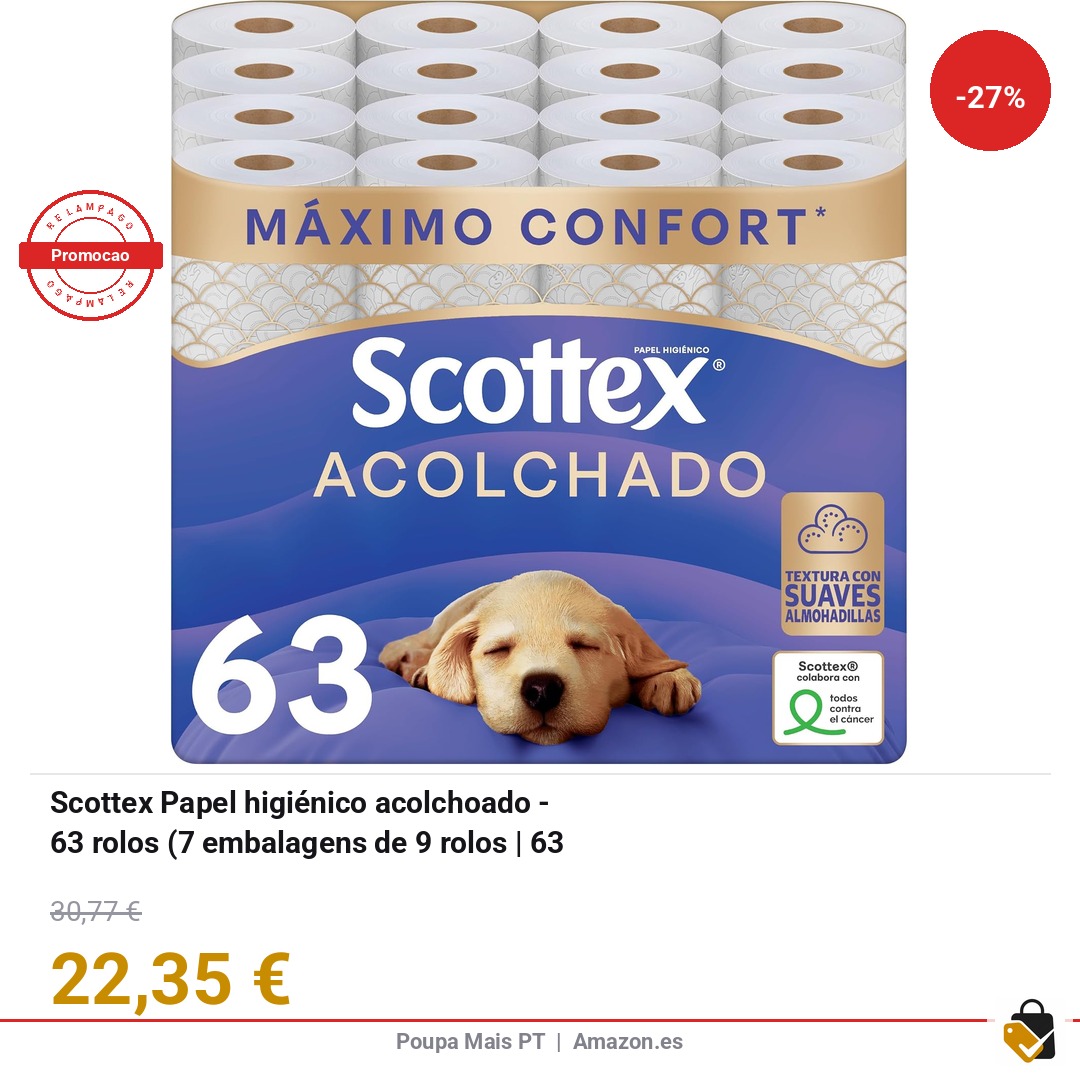 -27%
RELAMPAGO
Promocao
RELAMPAGO
MÁXIMO CONFORT*
PAPEL HIGIÉNICO
Scottex®
ACOLCHADO
TEXTURA CON
SUAVES
ALMOHADILLAS
63
Scottex®
colabora con
todos
contra
el cáncer
Scottex Papel higiénico acolchoado -
63 rolos (7 embalagens de 9 rolos | 63
30,77 €
22,35 €
Poupa Mais PT | Amazon.es